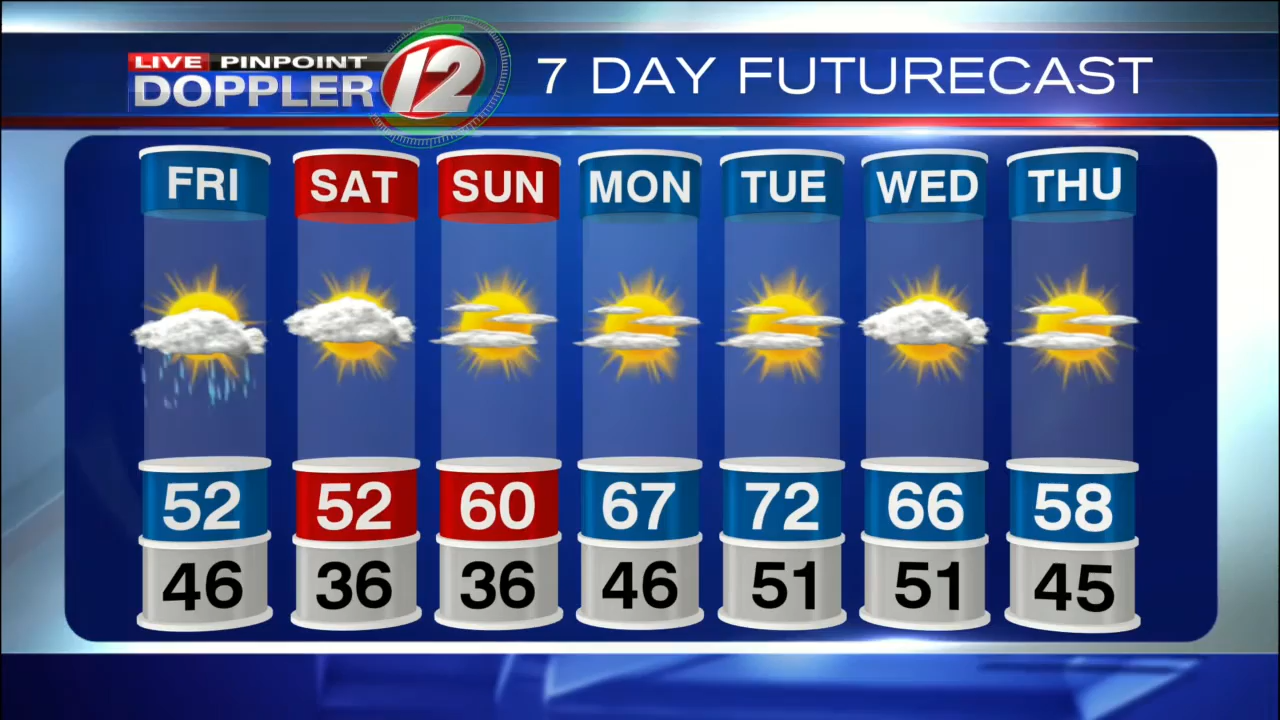 LIVE PINPOINT
DOPPLER 12
7 DAY FUTURECAST
FRI SAT SUN MON TUE WED THU
52 52 60 67 72 66 58
46 36 36 46 51 51 45